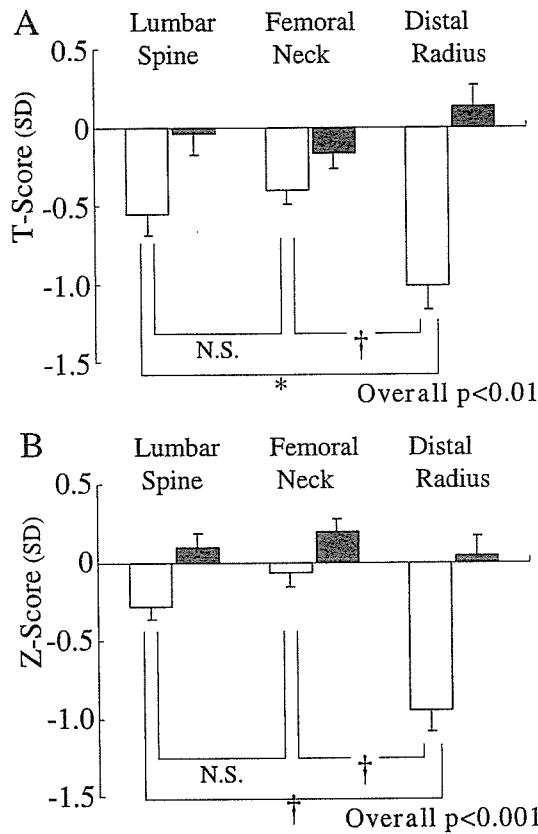 A
Lumbar Spine
Femoral Neck
Distal Radius
T-Score (SD)
0.5
0
-0.5
-1.0
-1.5
N.S.
†
*
Overall p<0.01
B
Lumbar Spine
Femoral Neck
Distal Radius
Z-Score (SD)
0.5
0
-0.5
-1.0
-1.5
N.S.
‡
‡
Overall p<0.001